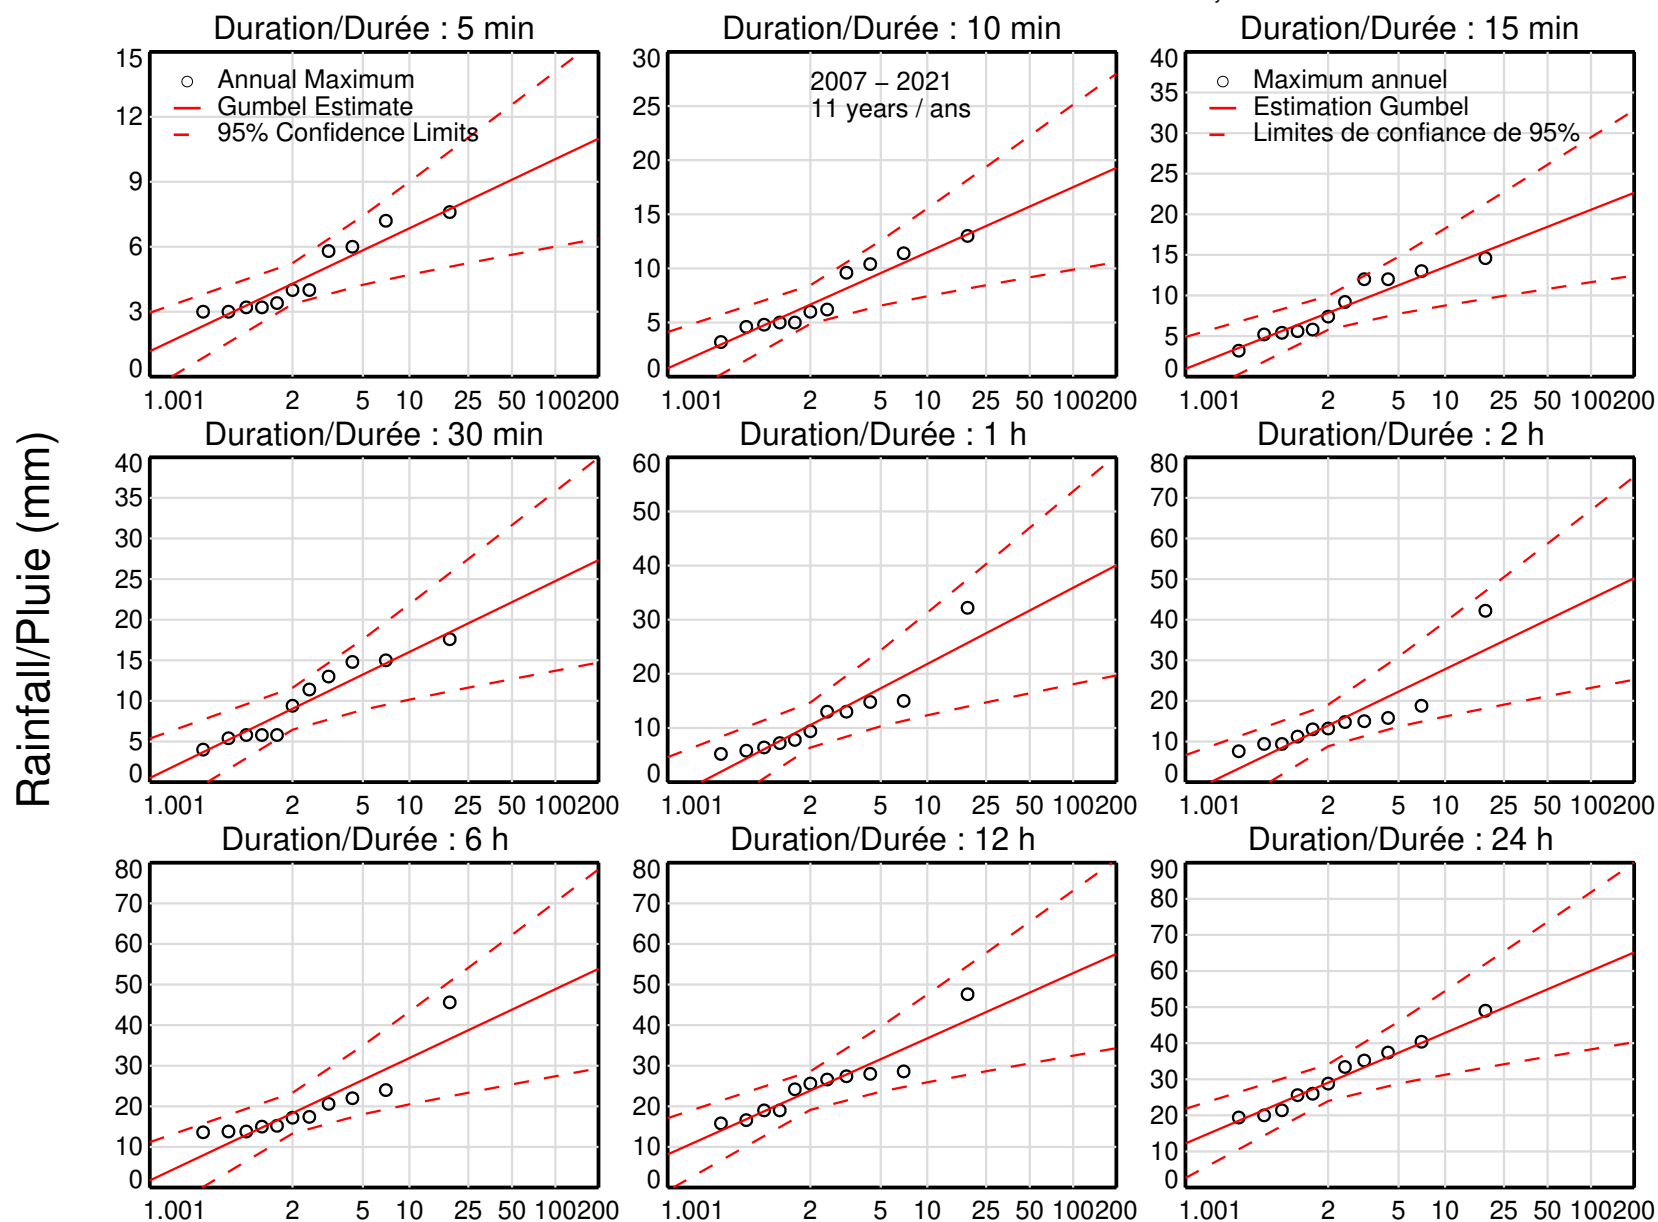 Duration/Durée : 5 min
15
12
9
6
3
0
Annual Maximum
Gumbel Estimate
95% Confidence Limits
1.001 2 5 10 25 50 100200
Duration/Durée : 10 min
30
25
20
15
10
5
0
2007 – 2021
11 years / ans
1.001 2 5 10 25 50 100200
Duration/Durée : 15 min
40
35
30
25
20
15
10
5
0
Maximum annuel
Estimation Gumbel
Limites de confiance de 95%
1.001 2 5 10 25 50 100200
Rainfall/Pluie (mm)
Duration/Durée : 30 min
40
35
30
25
20
15
10
5
0
1.001 2 5 10 25 50 100200
Duration/Durée : 1 h
60
50
40
30
20
10
0
1.001 2 5 10 25 50 100200
Duration/Durée : 2 h
80
70
60
50
40
30
20
10
0
1.001 2 5 10 25 50 100200
Duration/Durée : 6 h
80
70
60
50
40
30
20
10
0
1.001 2 5 10 25 50 100200
Duration/Durée : 12 h
80
70
60
50
40
30
20
10
0
1.001 2 5 10 25 50 100200
Duration/Durée : 24 h
90
80
70
60
50
40
30
20
10
0
1.001 2 5 10 25 50 100200